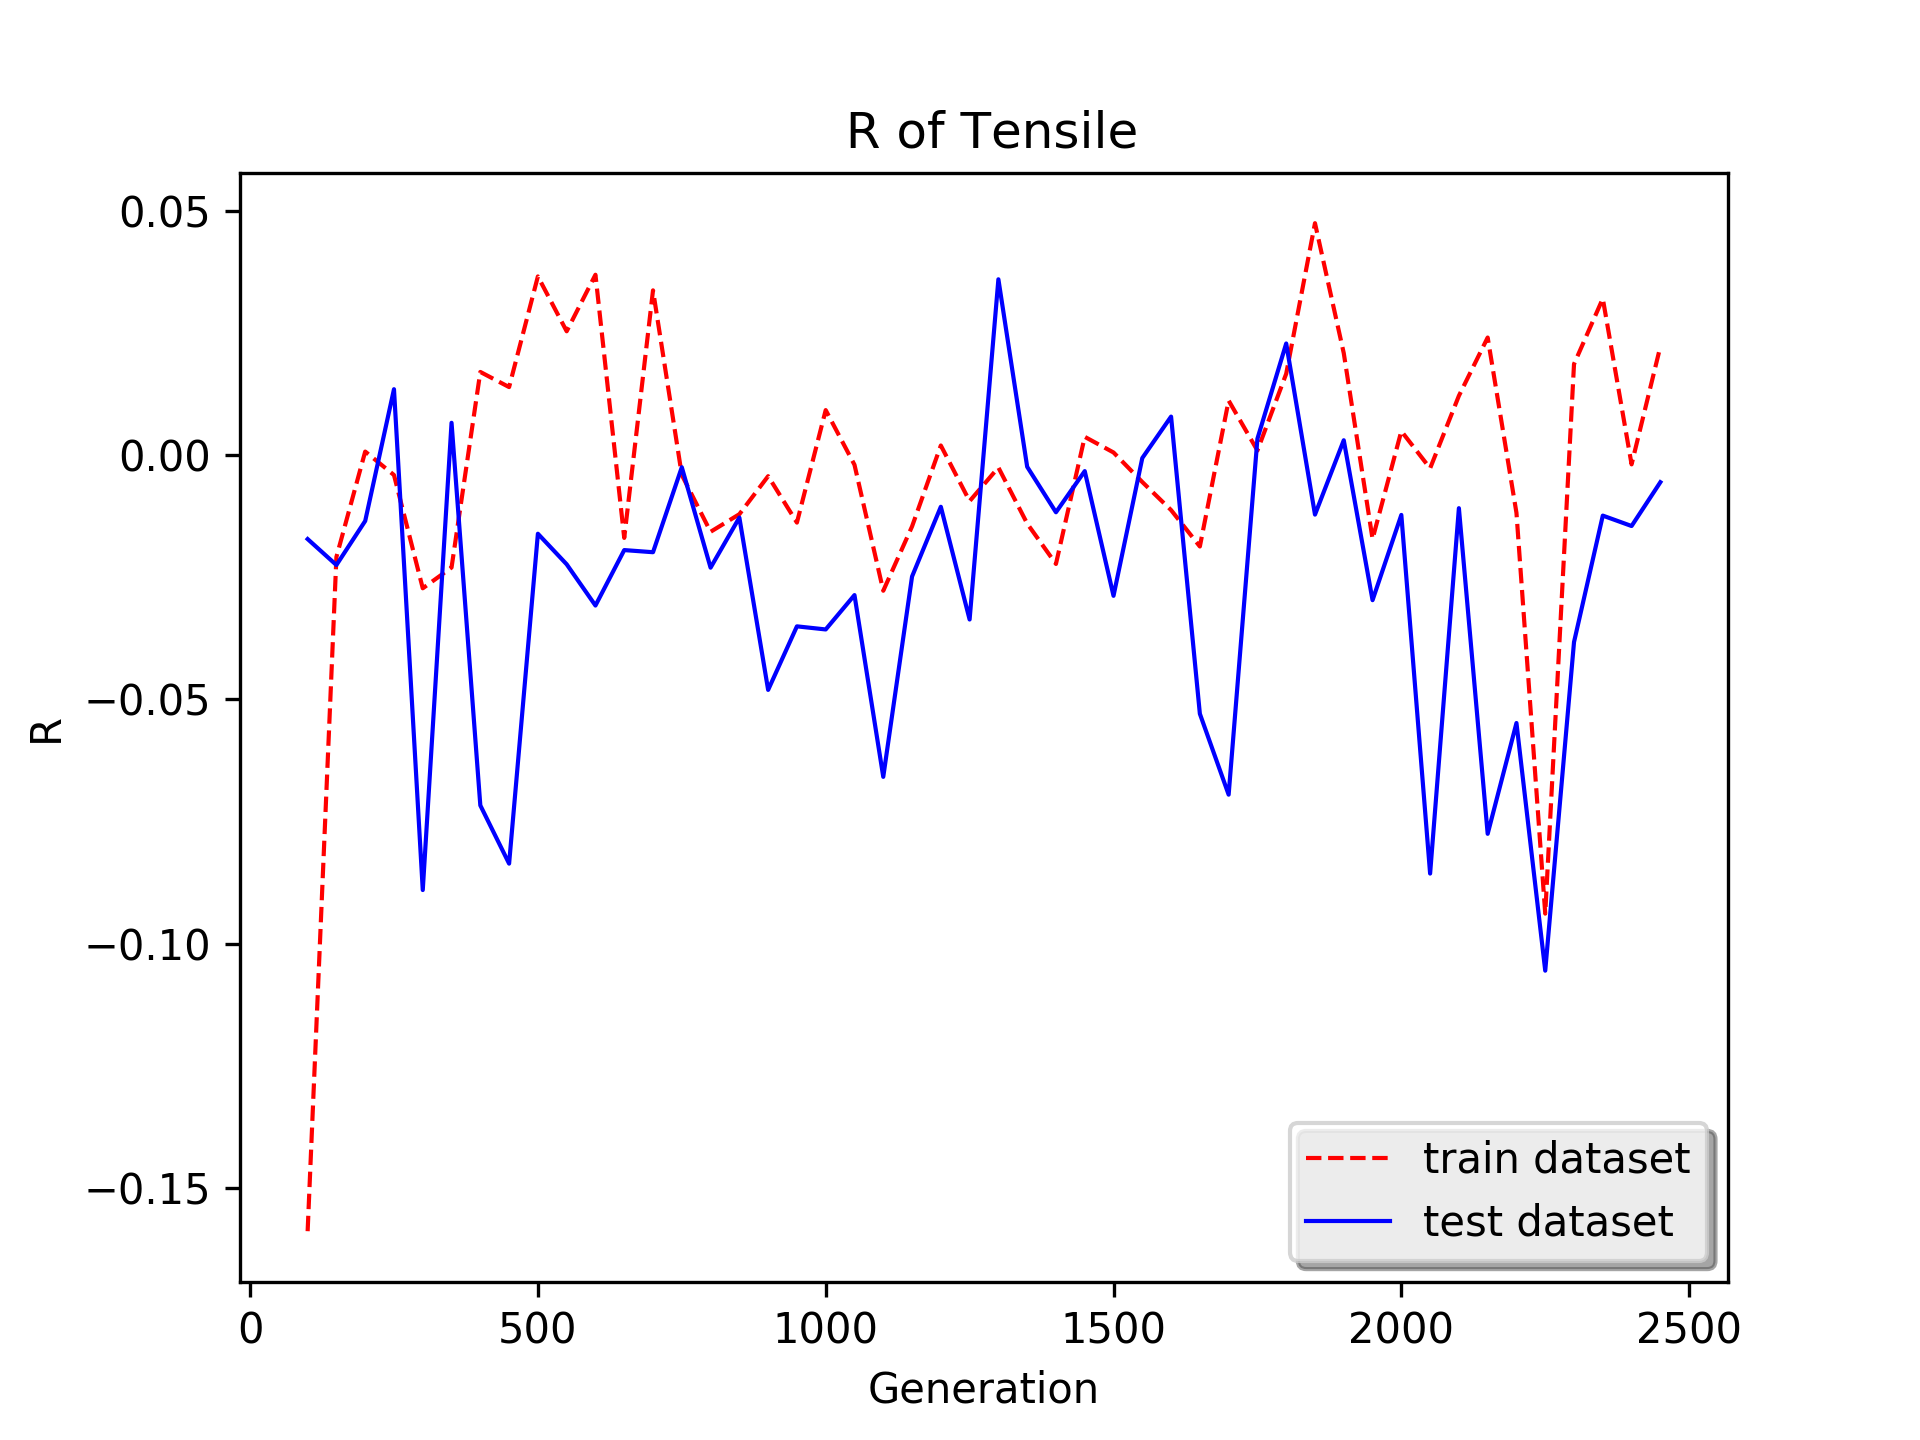 R of Tensile
0.05
0.00
−0.05
−0.10
−0.15
R
0 500 1000 1500 2000 2500
Generation
train dataset
test dataset